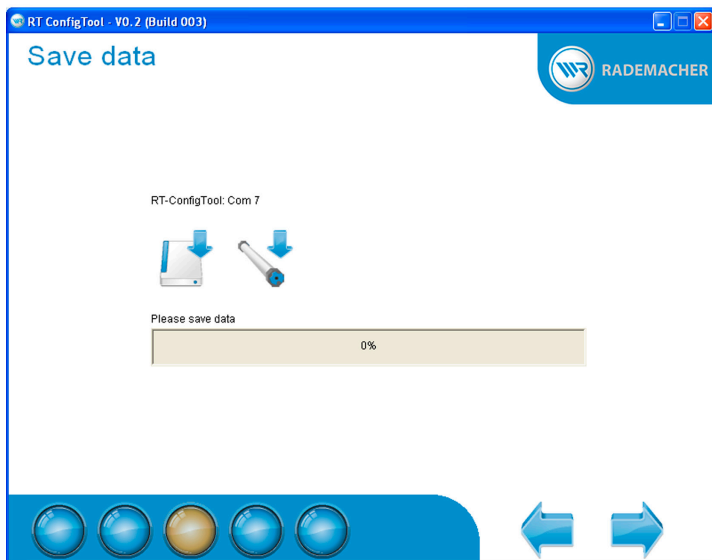 RT ConfigTool - V0.2 (Build 003)
Save data
RADEMACHER
RT-ConfigTool: Com 7
Please save data
0%